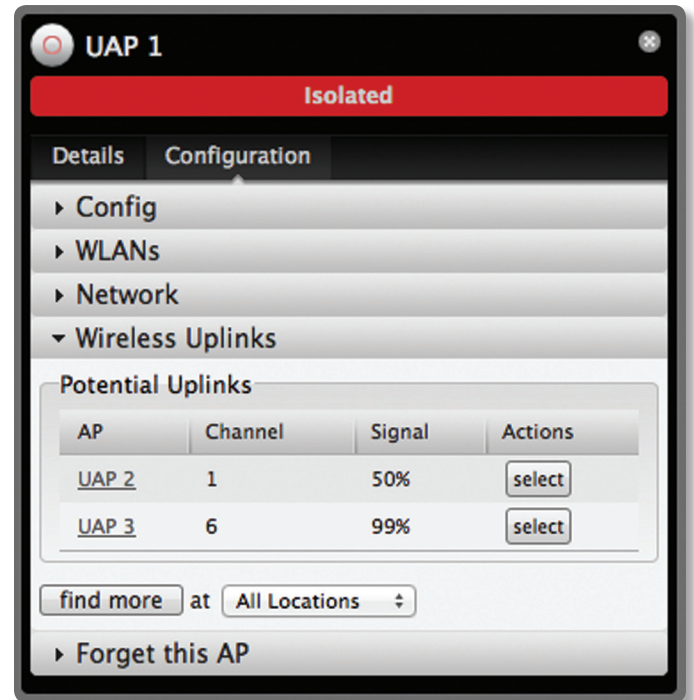 UAP 1
Isolated
Details Configuration
Config
WLANs
Network
Wireless Uplinks
Potential Uplinks
AP Channel Signal Actions
UAP 2 1 50% select
UAP 3 6 99% select
find more at All Locations
Forget this AP